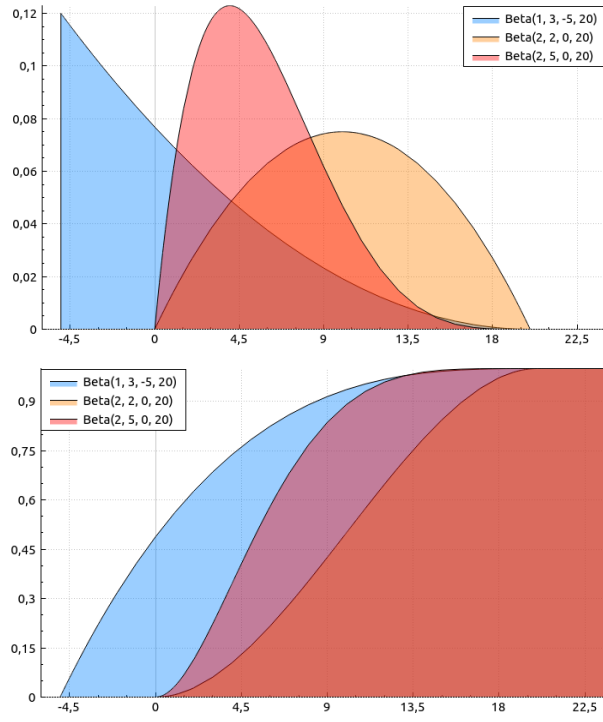 0,12
0,1
0,08
0,06
0,04
0,02
0
-4,5 0 4,5 9 13,5 18 22,5
Beta(1, 3, -5, 20)
Beta(2, 2, 0, 20)
Beta(2, 5, 0, 20)
Beta(1, 3, -5, 20)
Beta(2, 2, 0, 20)
Beta(2, 5, 0, 20)
0,9
0,75
0,6
0,45
0,3
0,15
0
-4,5 0 4,5 9 13,5 18 22,5